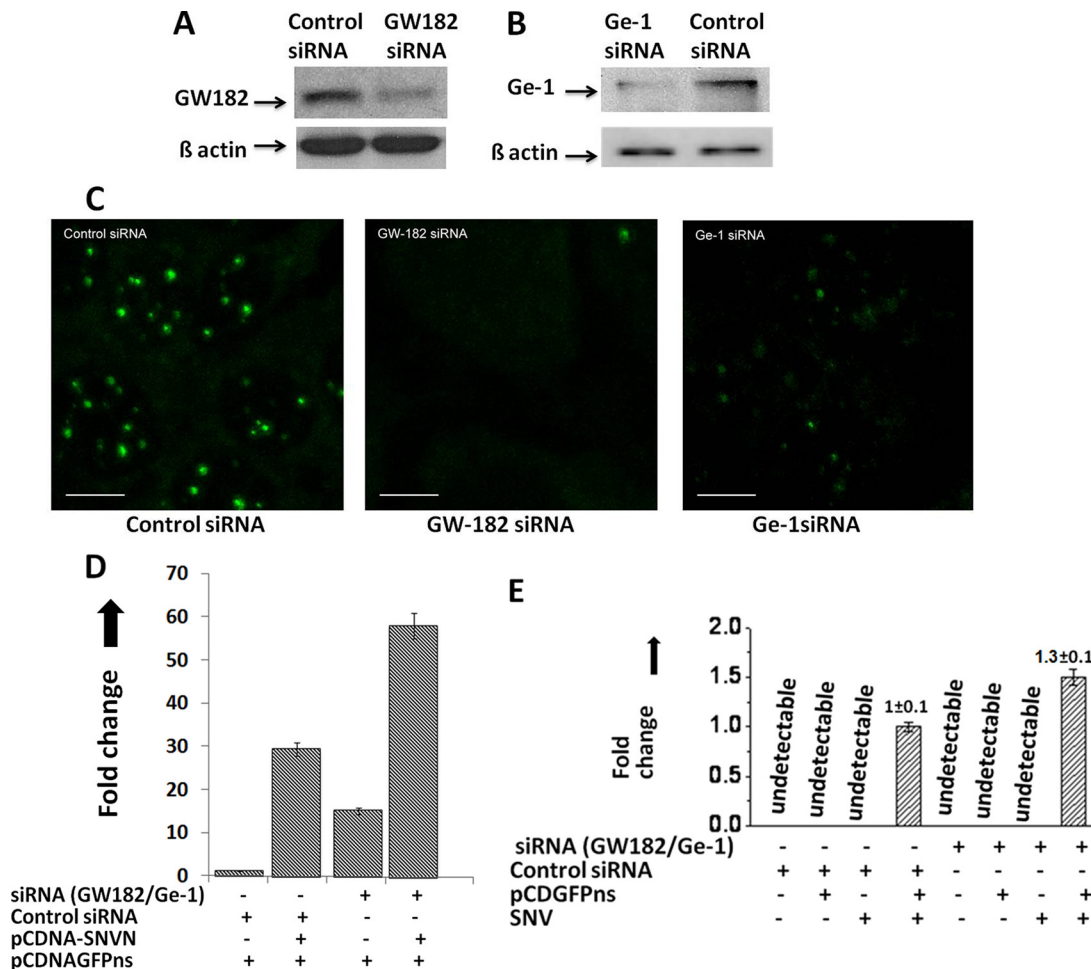 A
Control siRNA
GW182 siRNA
GW182
ß actin
B
Ge-1 siRNA
Control siRNA
Ge-1
ß actin
C
Control siRNA
GW-182 siRNA
Ge-1 siRNA
Control siRNA
GW-182 siRNA
Ge-1siRNA
D
Fold change
70
60
50
40
30
20
10
0
siRNA (GW182/Ge-1) - - + +
Control siRNA + + - -
pCDNA-SNVN - + - +
pCDNAGFPns + + + +
E
Fold change
2.0
1.5
1.0
0.5
0.0
undetectable
undetectable
undetectable
1±0.1
undetectable
undetectable
undetectable
1.3±0.1
siRNA (GW182/Ge-1) - - - - + + + +
Control siRNA + + + + - - - -
pCDGFPns - + - + - + - +
SNV - - + + - - + +